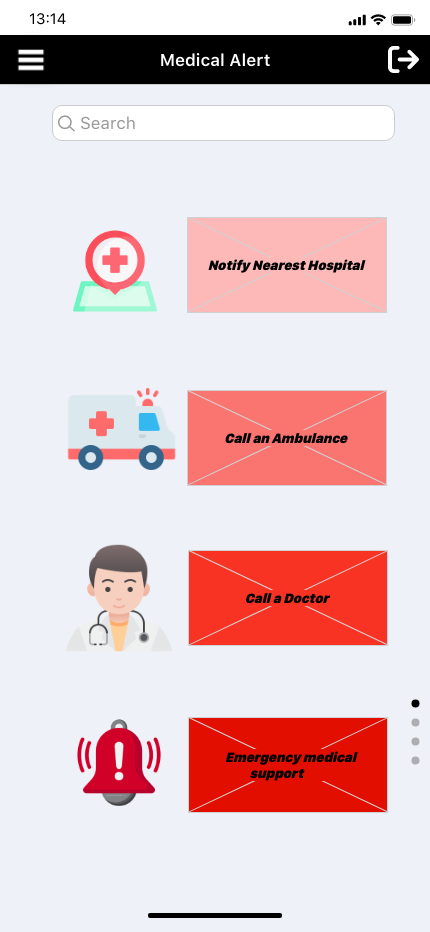 13:14
Medical Alert
Search
Notify Nearest Hospital
Call an Ambulance
Call a Doctor
Emergency medical
support